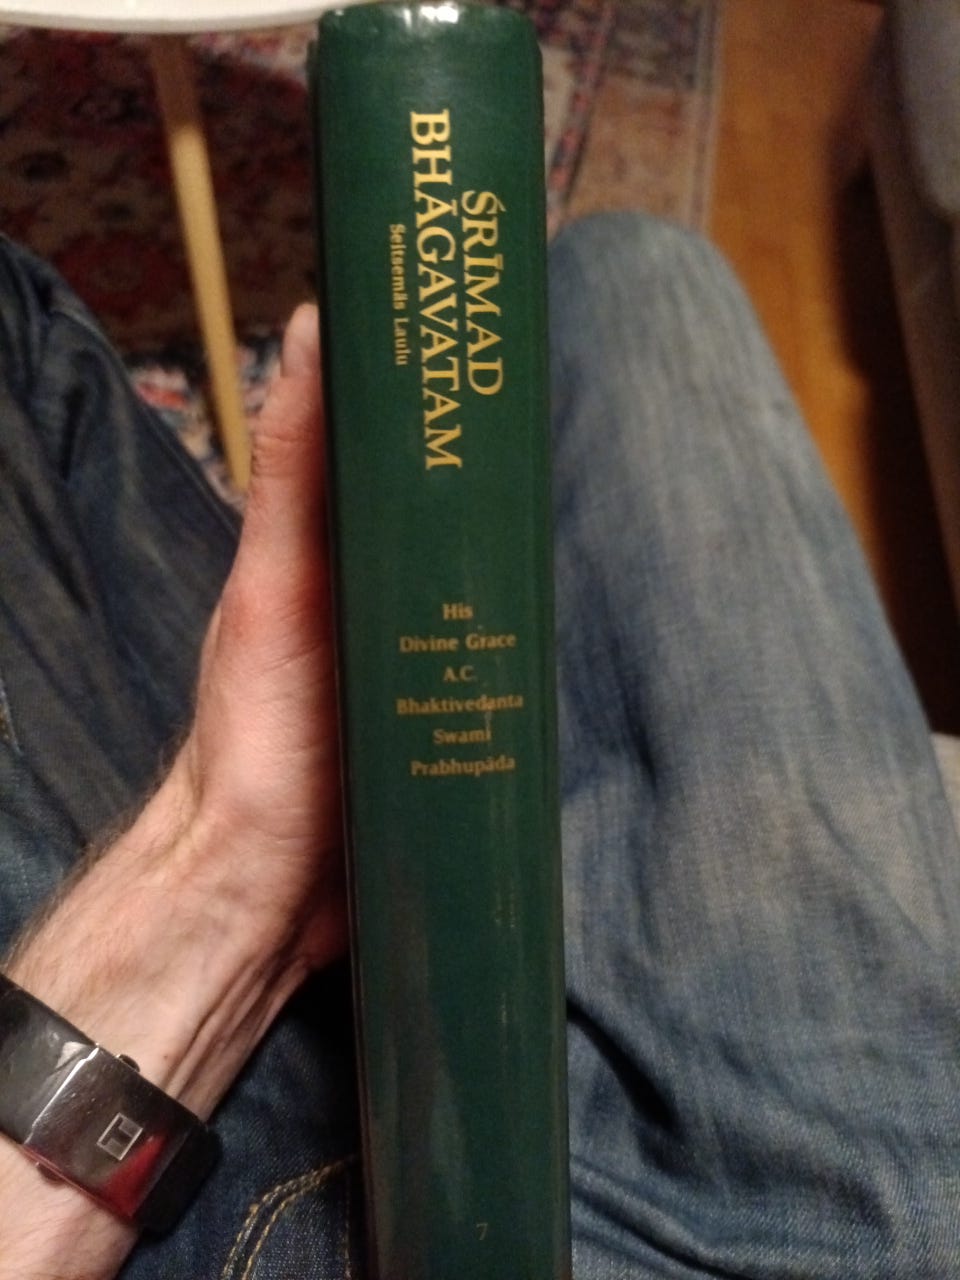 ŚRĪMAD
BHĀGAVATAM
Seitsemäs Laulu
His
Divine Grace
A.C.
Bhaktivedanta
Swami
Prabhupāda
7